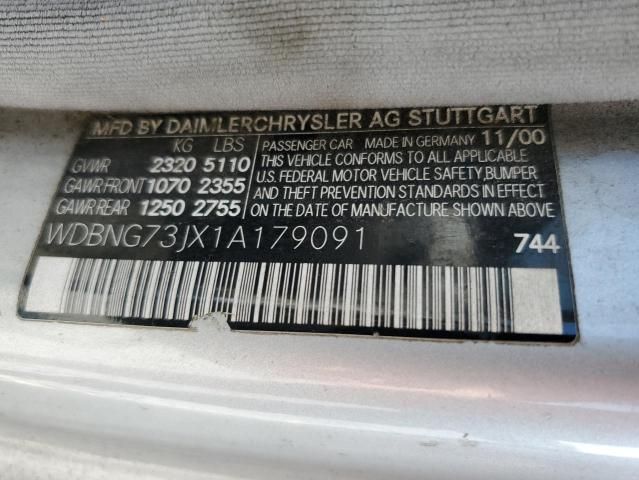 MFD BY DAIMLERCHRYSLER AG STUTTGART
KG LBS
GVWR 2320 5110
GAWR FRONT 1070 2355
GAWR REAR 1250 2755
PASSENGER CAR MADE IN GERMANY 11/00
THIS VEHICLE CONFORMS TO ALL APPLICABLE
U.S. FEDERAL MOTOR VEHICLE SAFETY, BUMPER
AND THEFT PREVENTION STANDARDS IN EFFECT
ON THE DATE OF MANUFACTURE SHOWN ABOVE.
WDBNG73JX1A179091 744